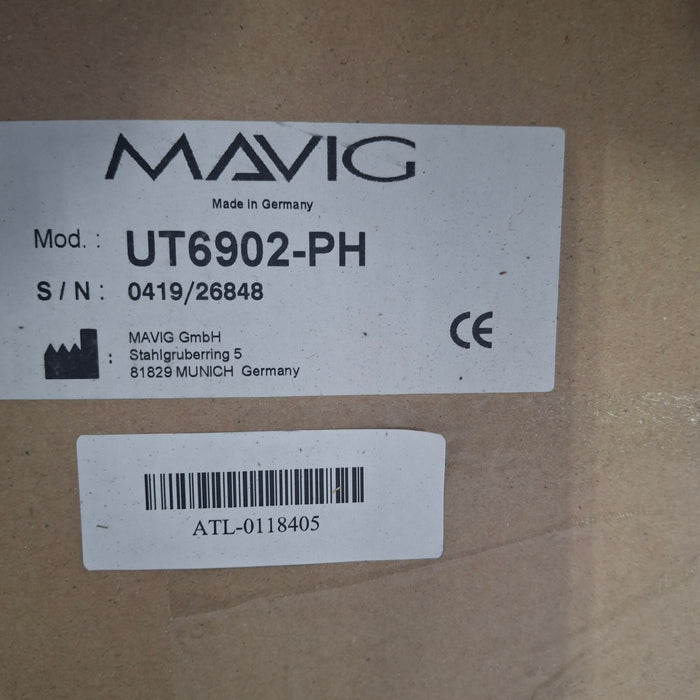 MAVIG
Made in Germany
Mod. : UT6902-PH
S / N : 0419/26848
MAVIG GmbH
: Stahlgruberring 5
81829 MUNICH Germany
CE
ATL-0118405